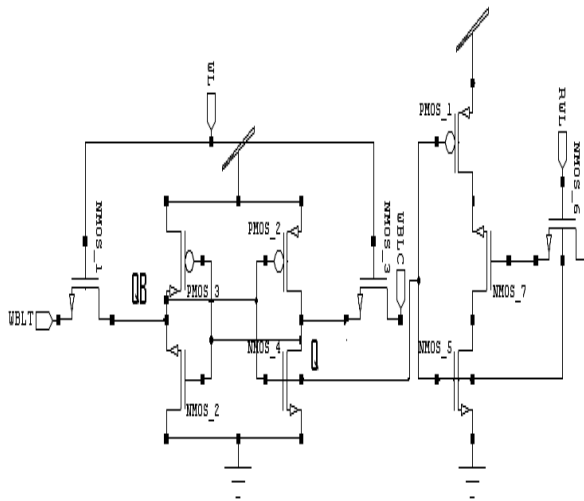 WL
PMOS_1
RWL
NMOS_6
NMOS_1
PMOS_2
NMOS_3
WBLC
QB
PMOS_3
NMOS_7
WBLT
NMOS_4
Q
NMOS_5
NMOS_2